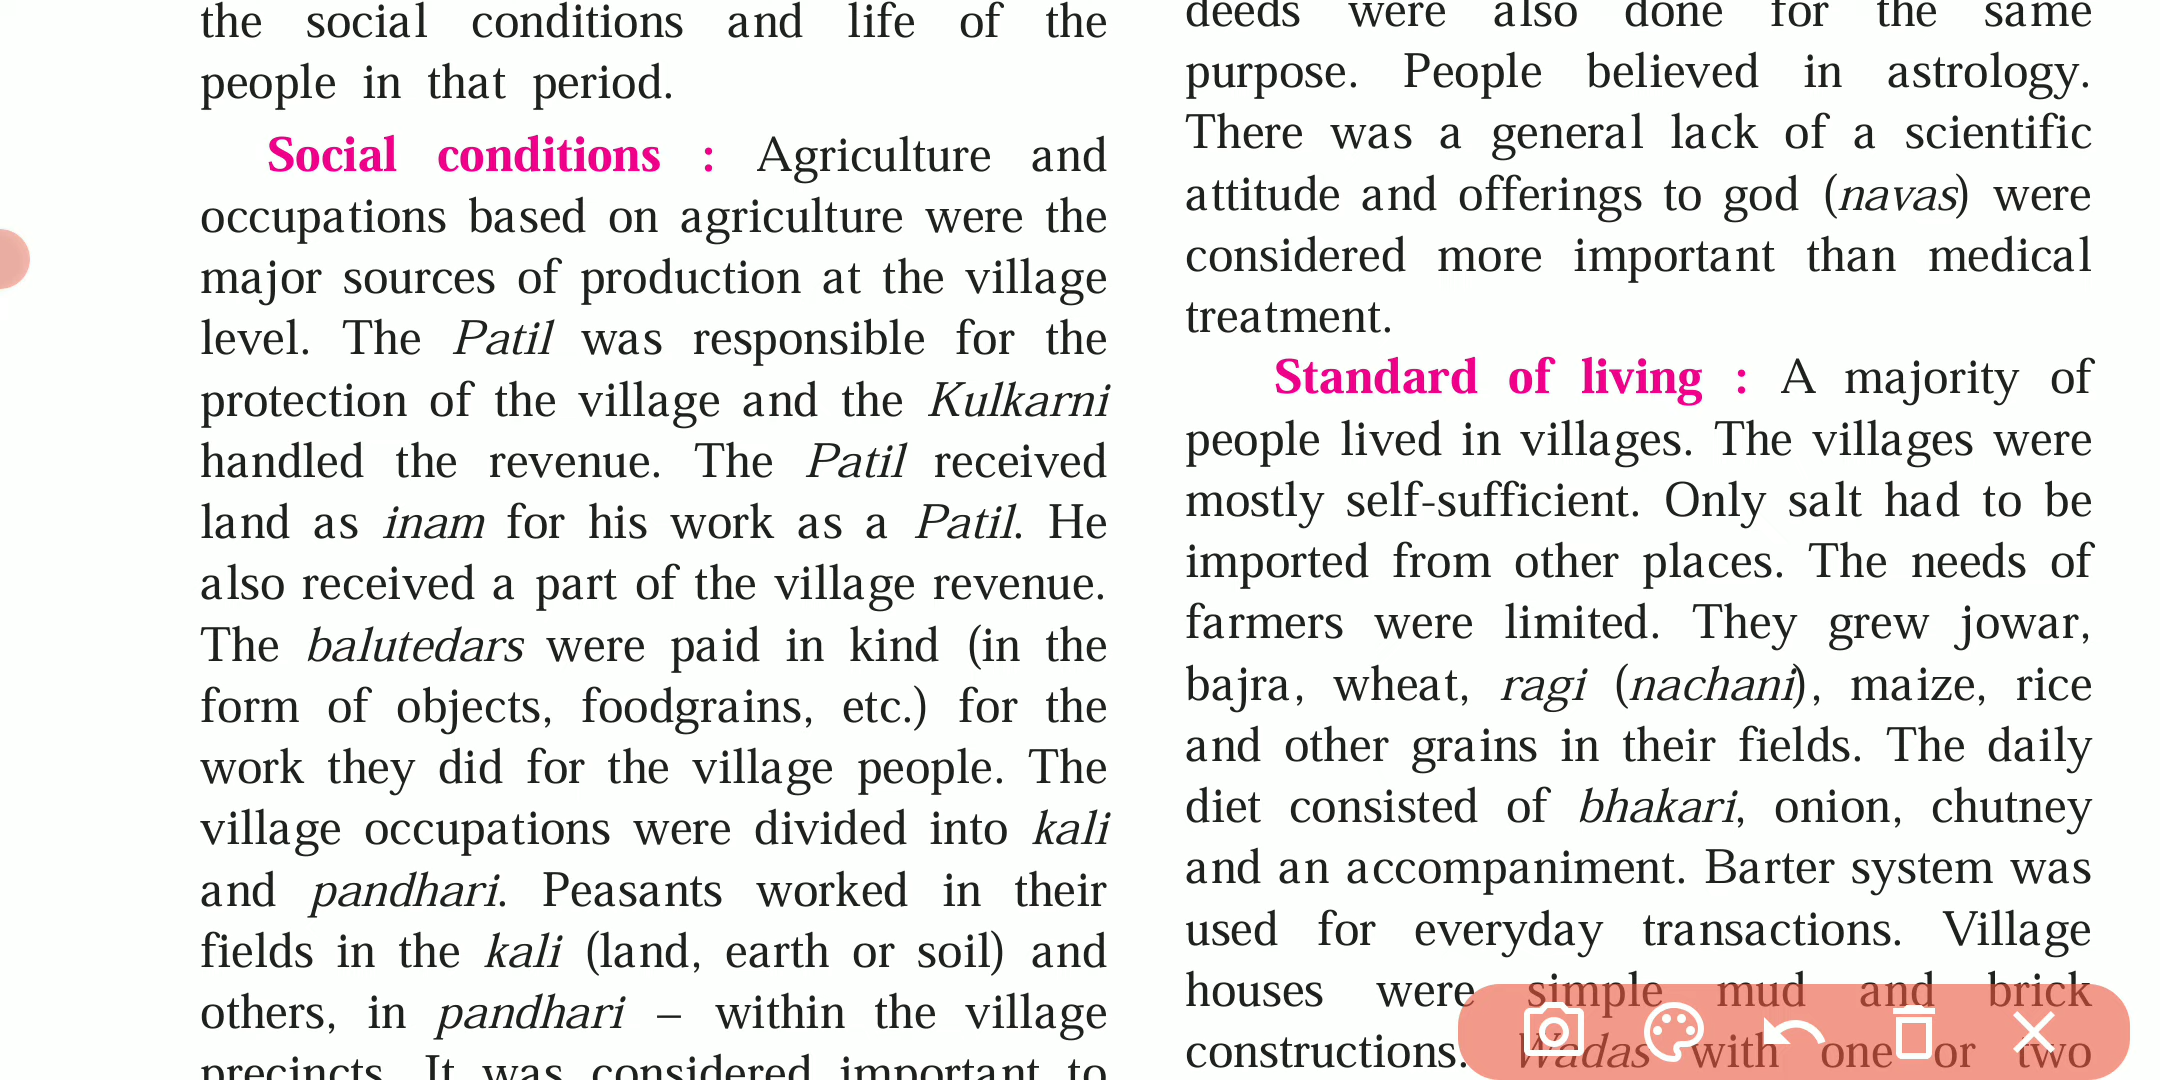 the social conditions and life of the
people in that period.
Social conditions : Agriculture and
occupations based on agriculture were the
major sources of production at the village
level. The Patil was responsible for the
protection of the village and the Kulkarni
handled the revenue. The Patil received
land as inam for his work as a Patil. He
also received a part of the village revenue.
The balutedars were paid in kind (in the
form of objects, foodgrains, etc.) for the
work they did for the village people. The
village occupations were divided into kali
and pandhari. Peasants worked in their
fields in the kali (land, earth or soil) and
others, in pandhari – within the village
precincts. It was considered important to
deeds were also done for the same
purpose. People believed in astrology.
There was a general lack of a scientific
attitude and offerings to god (navas) were
considered more important than medical
treatment.
Standard of living : A majority of
people lived in villages. The villages were
mostly self-sufficient. Only salt had to be
imported from other places. The needs of
farmers were limited. They grew jowar,
bajra, wheat, ragi (nachani), maize, rice
and other grains in their fields. The daily
diet consisted of bhakari, onion, chutney
and an accompaniment. Barter system was
used for everyday transactions. Village
houses were simple mud and brick
constructions. Wadas with one or two